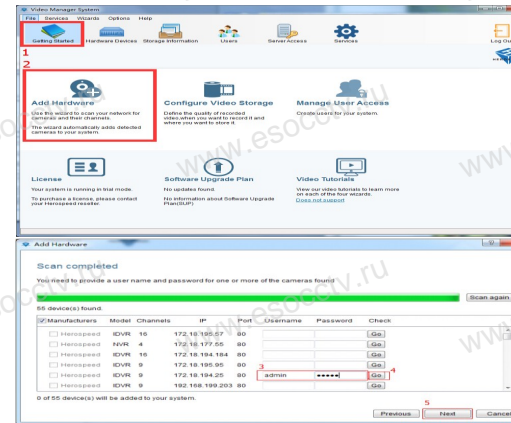 Video Manager System
File Services Wizards Options Help
Getting Started Hardware Devices Storage Information Users Server Access Services Log Ou
1
2
Add Hardware
Use the wizard to scan your network for cameras and their channels.
The wizard automatically adds detected cameras to your system.
Configure Video Storage
Define the quality of recorded video,when you want to record it and where you want to store it.
Manage User Access
Create users for your system.
License
Your system is running in trial mode.
To purchase a license, please contact your Herospeed reseller.
Software Upgrade Plan
No updates found.
No information about Software Upgrade Plan(SUP)
Video Tutorials
View our video tutorials to learn more on each of the four wizards.
Does not support
www.esocctv.ru
Add Hardware
Scan completed
You need to provide a user name and password for one or more of the cameras found
Scan again
55 device(s) found.
Manufacturers Model Channels IP Port Username Password Check
Herospeed IDVR 16 172.18.195.57 80 Go
Herospeed NVR 4 172.18.177.55 80 Go
Herospeed IDVR 16 172.18.194.184 80 Go
Herospeed IDVR 9 172.18.195.95 80 Go
3 4
Herospeed IDVR 9 172.18.194.25 80 admin ••••• Go
Herospeed IDVR 9 192.168.199.203 80 Go
0 of 55 device(s) will be added to your system.
5
Previous Next Cancel